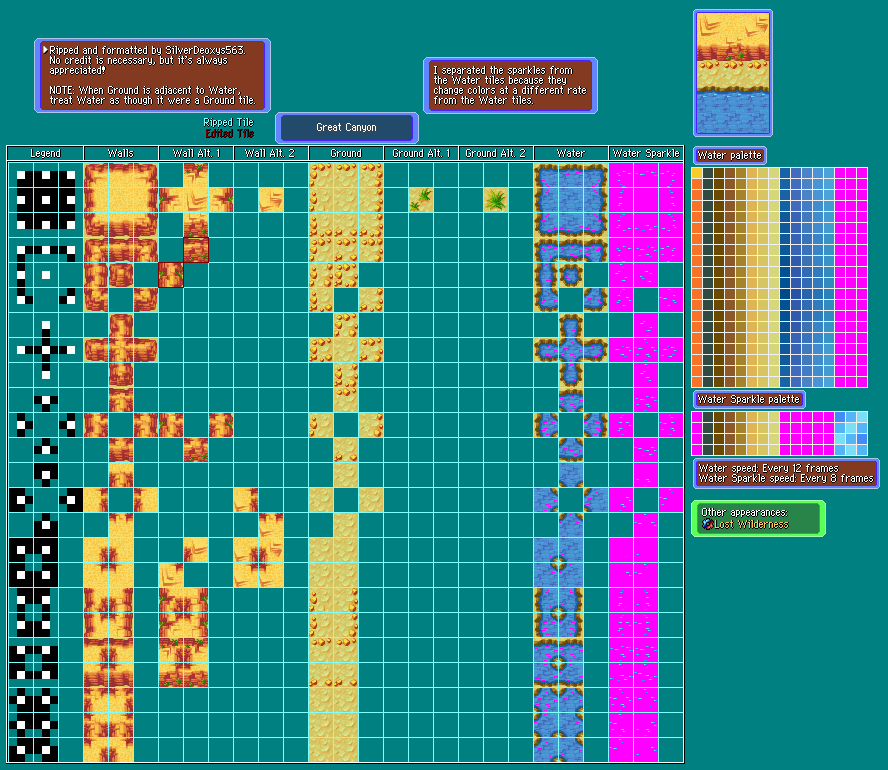 Ripped and formatted by SilverDeoxys563.
No credit is necessary, but it's always
appreciated!
NOTE: When Ground is adjacent to Water,
treat Water as though it were a Ground tile.
I separated the sparkles from
the Water tiles because they
change colors at a different rate
from the Water tiles.
Ripped Tile
Edited Tile
Great Canyon
Legend Walls Wall Alt. 1 Wall Alt. 2 Ground Ground Alt. 1 Ground Alt. 2 Water Water Sparkle
Water palette
Water Sparkle palette
Water speed: Every 12 frames
Water Sparkle speed: Every 8 frames
Other appearances:
Lost Wilderness